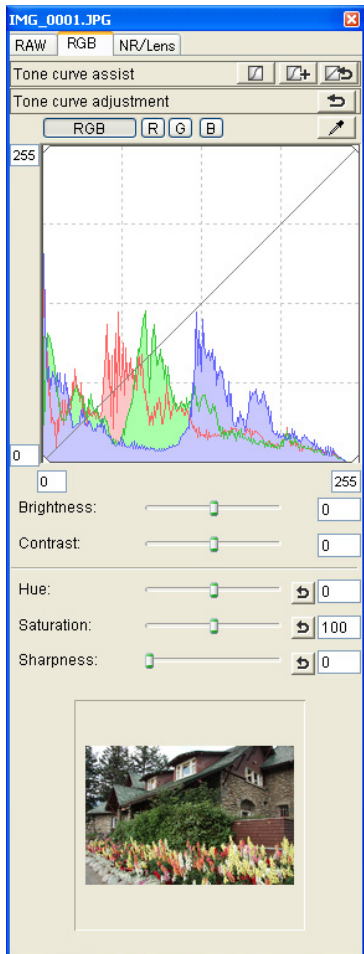 IMG_0001.JPG
RAW RGB NR/Lens
Tone curve assist
Tone curve adjustment
RGB R G B
255
0
0 255
Brightness: 0
Contrast: 0
Hue: 0
Saturation: 100
Sharpness: 0